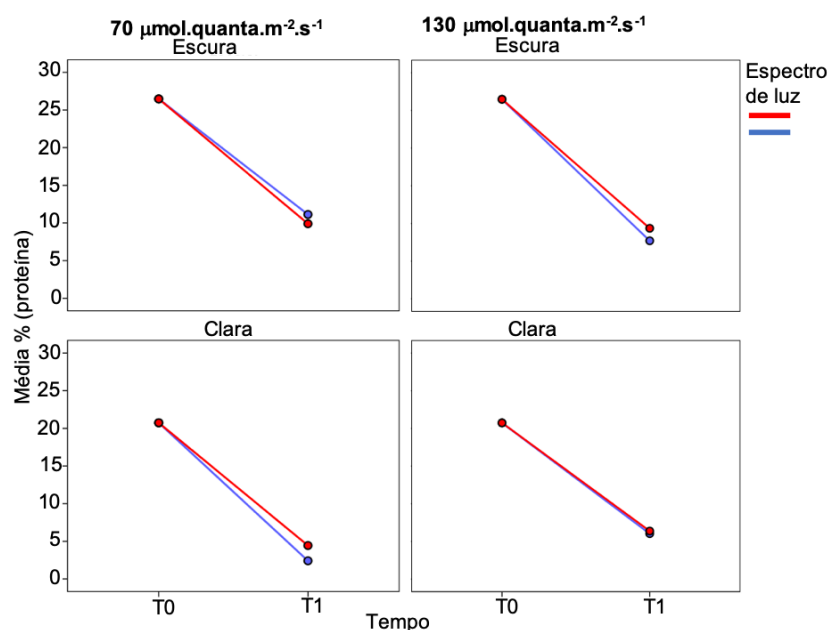 70 μmol.quanta.m⁻².s⁻¹
Escura
130 μmol.quanta.m⁻².s⁻¹
Escura
Espectro
de luz
30
25
20
15
10
5
0
Média % (proteína)
Clara
Clara
30
25
20
15
10
5
0
T0
T1
T0
T1
Tempo